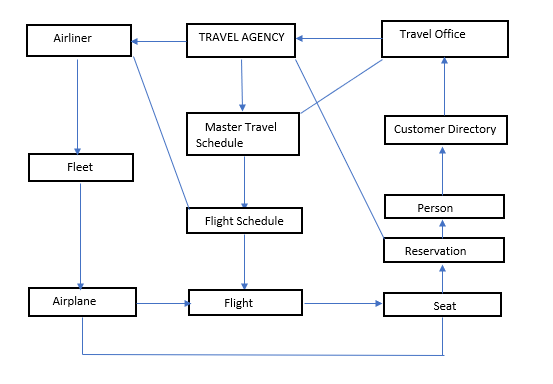 Airliner
TRAVEL AGENCY
Travel Office
Master Travel
Schedule
Customer Directory
Fleet
Person
Flight Schedule
Reservation
Airplane
Flight
Seat